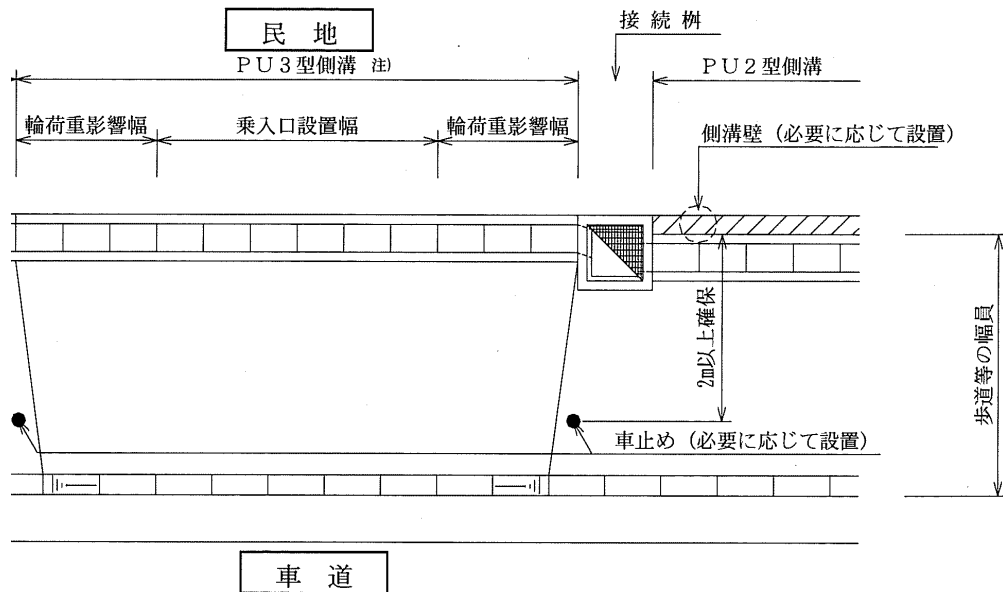 民 地
接 続 桝
PU3型側溝 注)
PU2型側溝
輪荷重影響幅
乗入口設置幅
輪荷重影響幅
側溝壁 (必要に応じて設置)
2m以上確保
歩道等の幅員
車止め (必要に応じて設置)
車 道